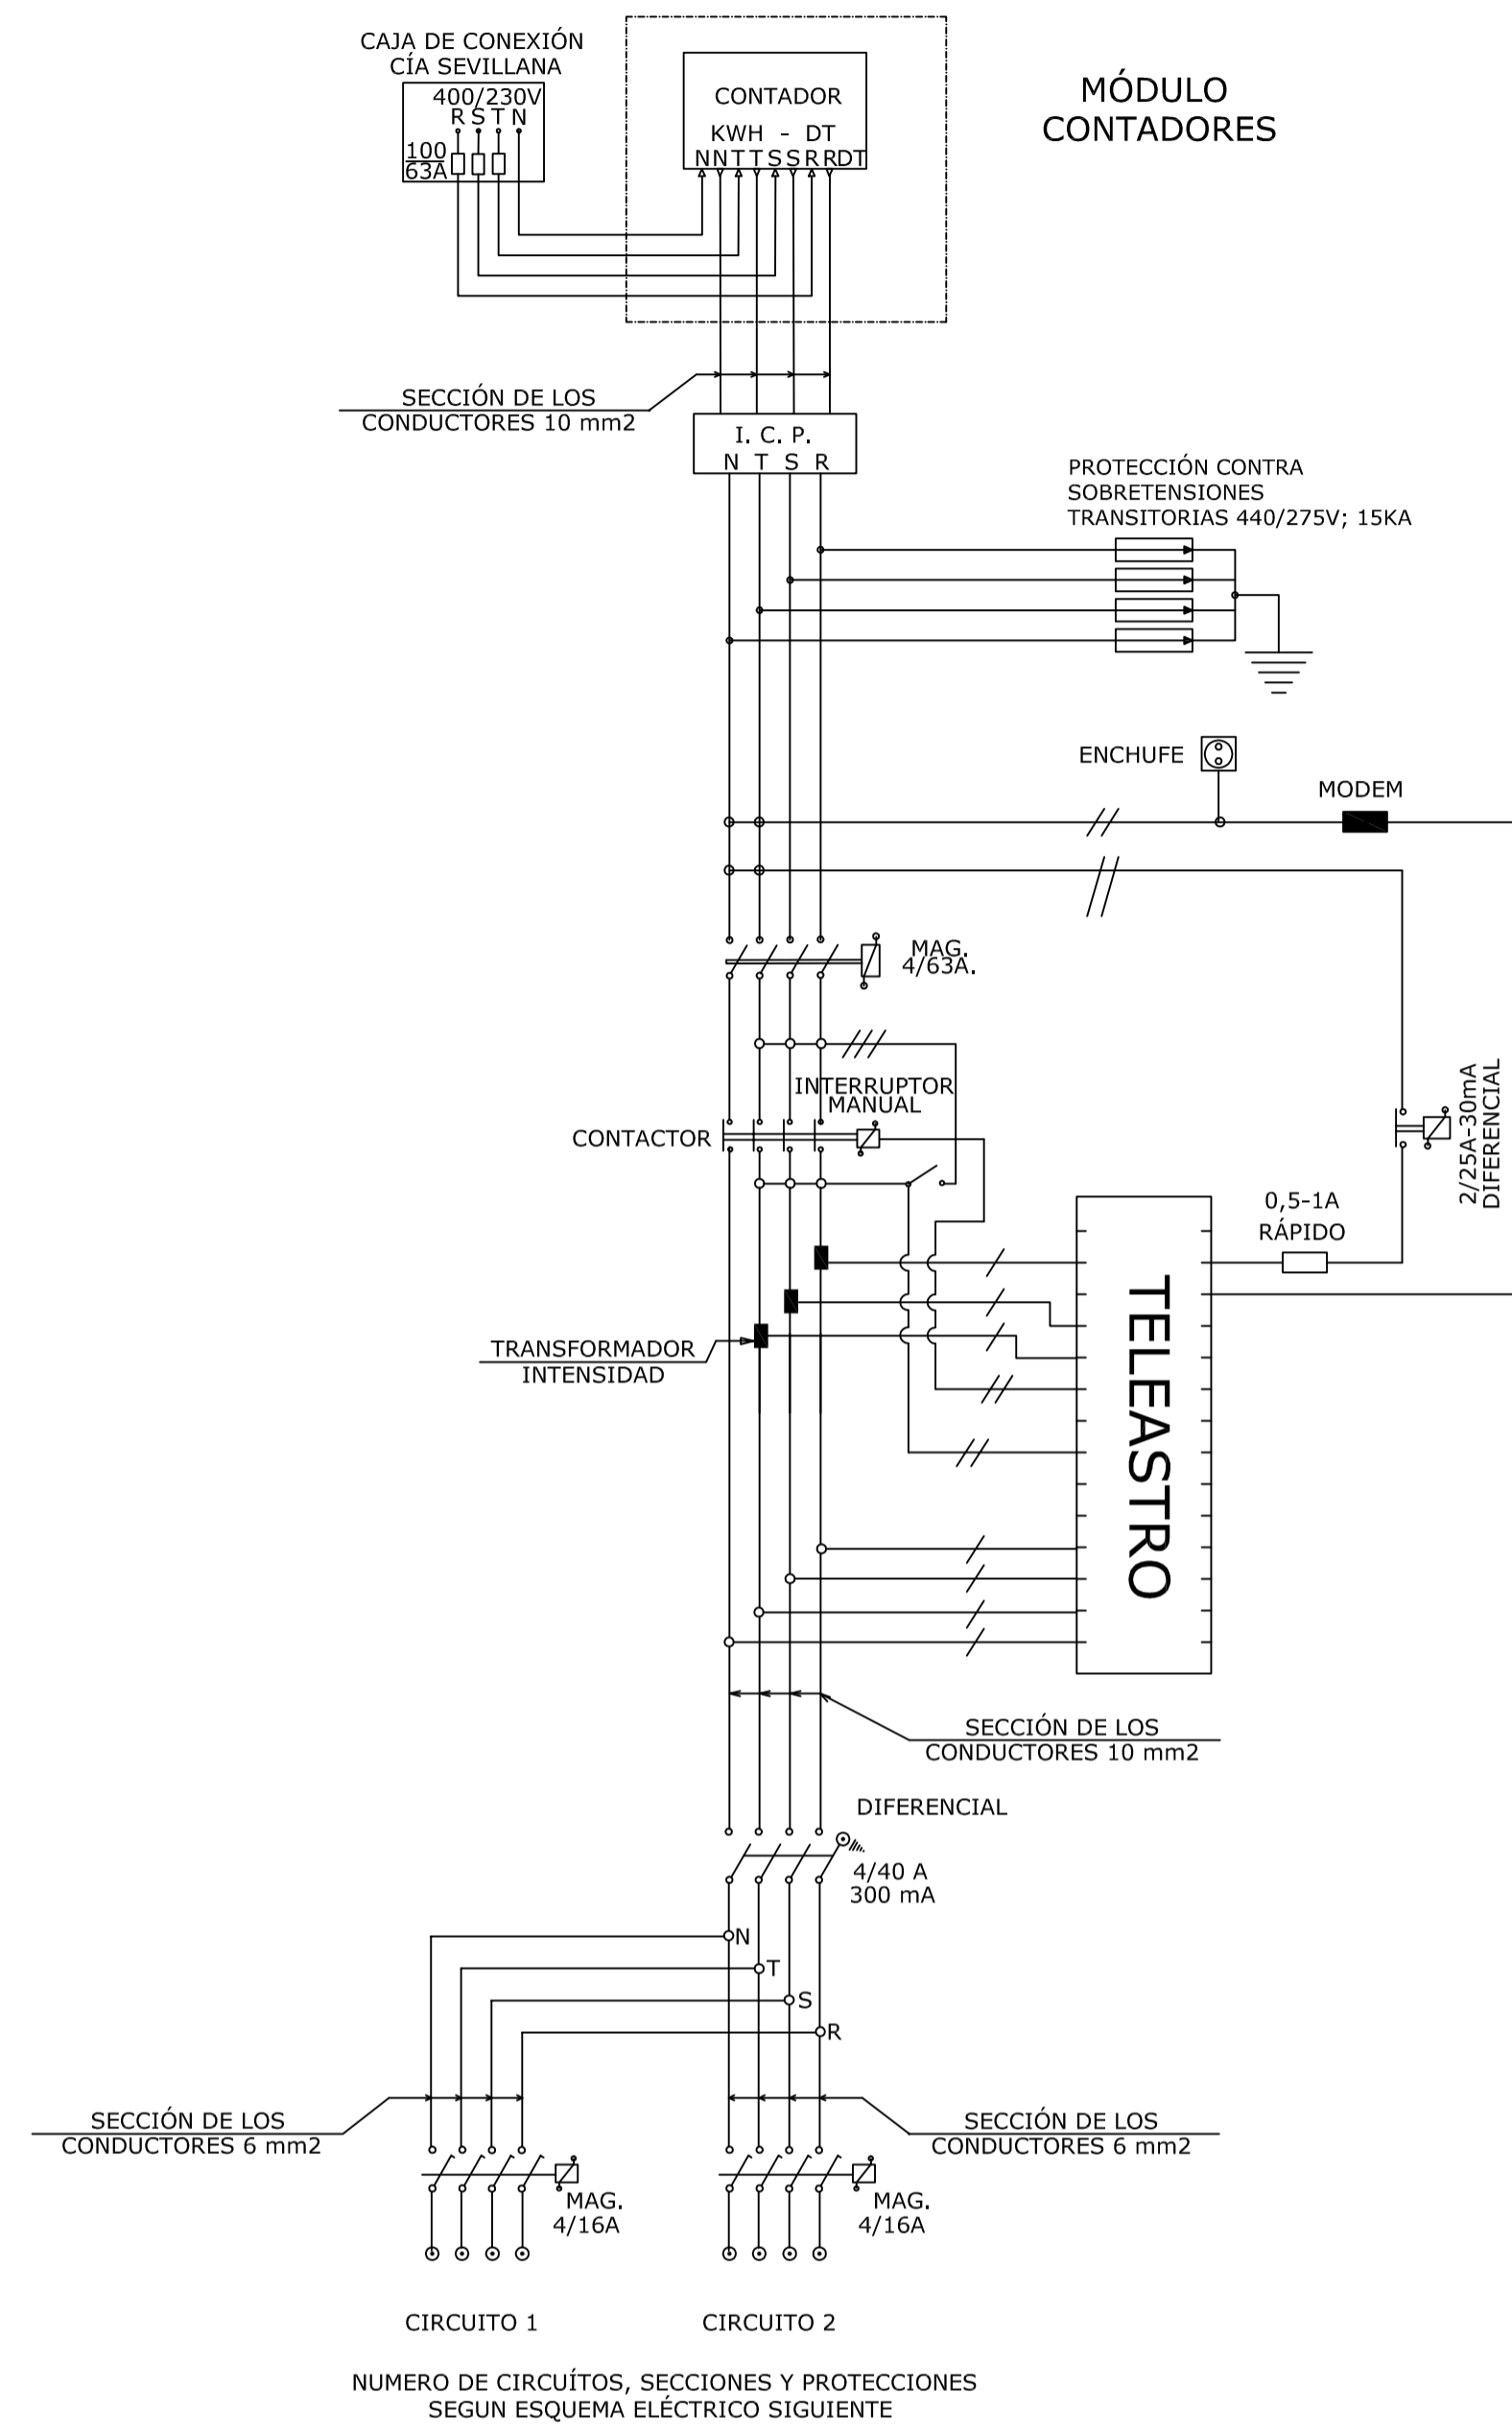 CAJA DE CONEXIÓN
CÍA SEVILLANA
400/230V
R S T N
100
63A
CONTADOR
KWH - DT
N N T T S S R R DT
MÓDULO
CONTADORES
SECCIÓN DE LOS
CONDUCTORES 10 mm2
I. C. P.
N T S R
PROTECCIÓN CONTRA
SOBRETENSIONES
TRANSITORIAS 440/275V; 15KA
ENCHUFE
MODEM
MAG.
4/63A.
INTERRUPTOR
MANUAL
CONTACTOR
2/25A-30mA
DIFERENCIAL
0,5-1A
RÁPIDO
TELEASTRO
TRANSFORMADOR
INTENSIDAD
SECCIÓN DE LOS
CONDUCTORES 10 mm2
DIFERENCIAL
4/40 A
300 mA
N
T
S
R
SECCIÓN DE LOS
CONDUCTORES 6 mm2
SECCIÓN DE LOS
CONDUCTORES 6 mm2
MAG.
4/16A
MAG.
4/16A
CIRCUITO 1
CIRCUITO 2
NUMERO DE CIRCUÍTOS, SECCIONES Y PROTECCIONES
SEGUN ESQUEMA ELÉCTRICO SIGUIENTE